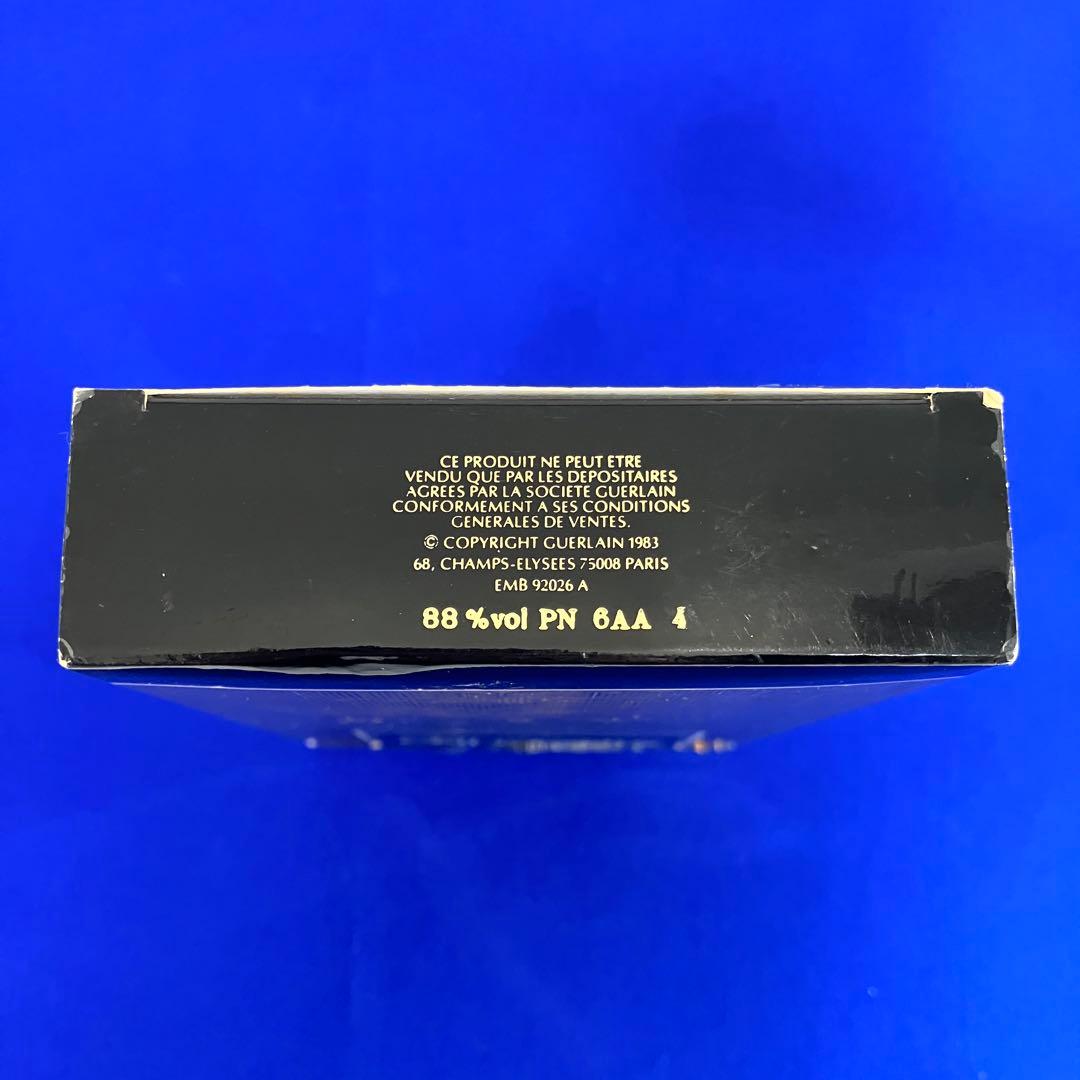 CE PRODUIT NE PEUT ETRE
VENDU QUE PAR LES DEPOSITAIRES
AGREES PAR LA SOCIETE GUERLAIN
CONFORMEMENT A SES CONDITIONS
GENERALES DE VENTES.
© COPYRIGHT GUERLAIN 1983
68, CHAMPS-ELYSEES 75008 PARIS
EMB 92026 A
88 %vol PN 6AA 4